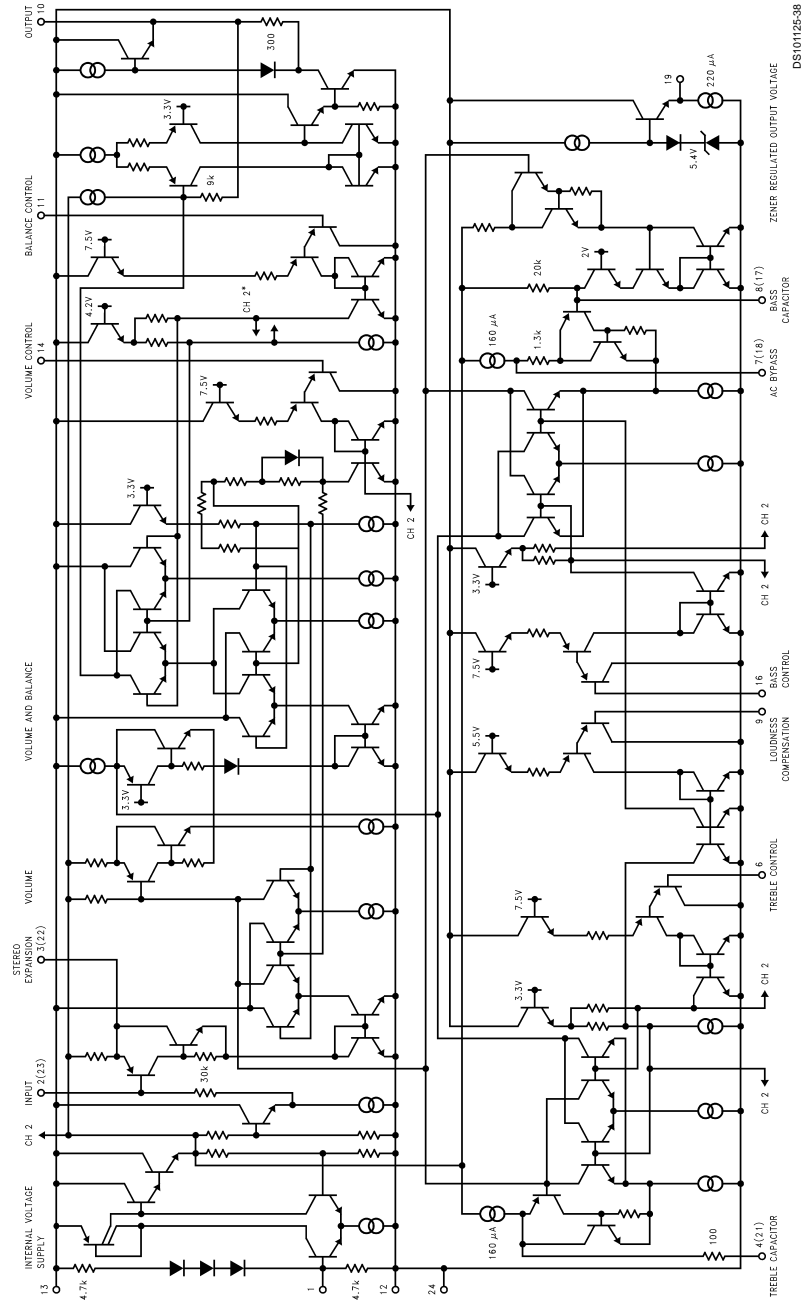 INTERNAL VOLTAGE
SUPPLY
CH 2
INPUT
2(23)
STEREO
EXPANSION
3(22)
VOLUME
VOLUME AND BALANCE
VOLUME CONTROL
14
BALANCE CONTROL
11
OUTPUT
10
13
4.7k
3.3V
3.3V
4.2V
7.5V
3.3V
30k
7.5V
9k
300
1
4.7k
12
CH 2*
CH 2
24
160 µA
3.3V
7.5V
5.5V
7.5V
3.3V
160 µA
1.3k
20k
2V
5.4V
19
220 µA
100
4(21)
TREBLE CAPACITOR
CH 2
CH 2
6
TREBLE CONTROL
9
LOUDNESS
COMPENSATION
16
BASS
CONTROL
CH 2
CH 2
7(18)
AC BYPASS
8(17)
BASS
CAPACITOR
ZENER REGULATED OUTPUT VOLTAGE
DS101125-38